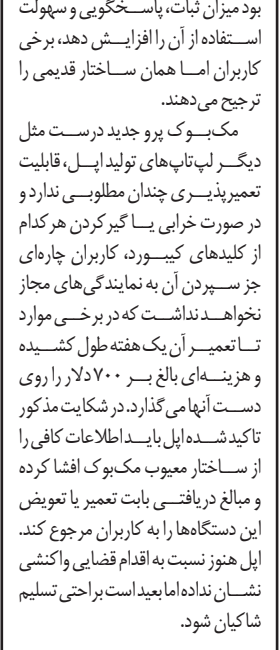 بود میزان ثبات، پاسخگویی و سهولت
استفاده از آن را افزایش دهد، برخی
کاربران اما همان ساختار قدیمی را
ترجیح می‌دهند.
مک‌بوک پرو جدید درست مثل
دیگر لپ‌تاپ‌های تولید اپل، قابلیت
تعمیرپذیری چندان مطلوبی ندارد و
در صورت خرابی یا گیر کردن هر کدام
از کلیدهای کیبورد، کاربران چاره‌ای
جز سپردن آن به نمایندگی‌های مجاز
نخواهند نداشت که در برخی موارد
تا تعمیر آن یک هفته طول کشیده
و هزینه‌ای بالغ بر ۷۰۰ دلار را روی
دست آنها می‌گذارد. در شکایت مذکور
تاکید شده اپل باید اطلاعات کافی را
از ساختار معیوب مک‌بوک افشا کرده
و مبالغ دریافتی بابت تعمیر یا تعویض
این دستگاه‌ها را به کاربران مرجوع کند.
اپل هنوز نسبت به اقدام قضایی واکنشی
نشان نداده اما بعید است براحتی تسلیم
شاکیان شود.